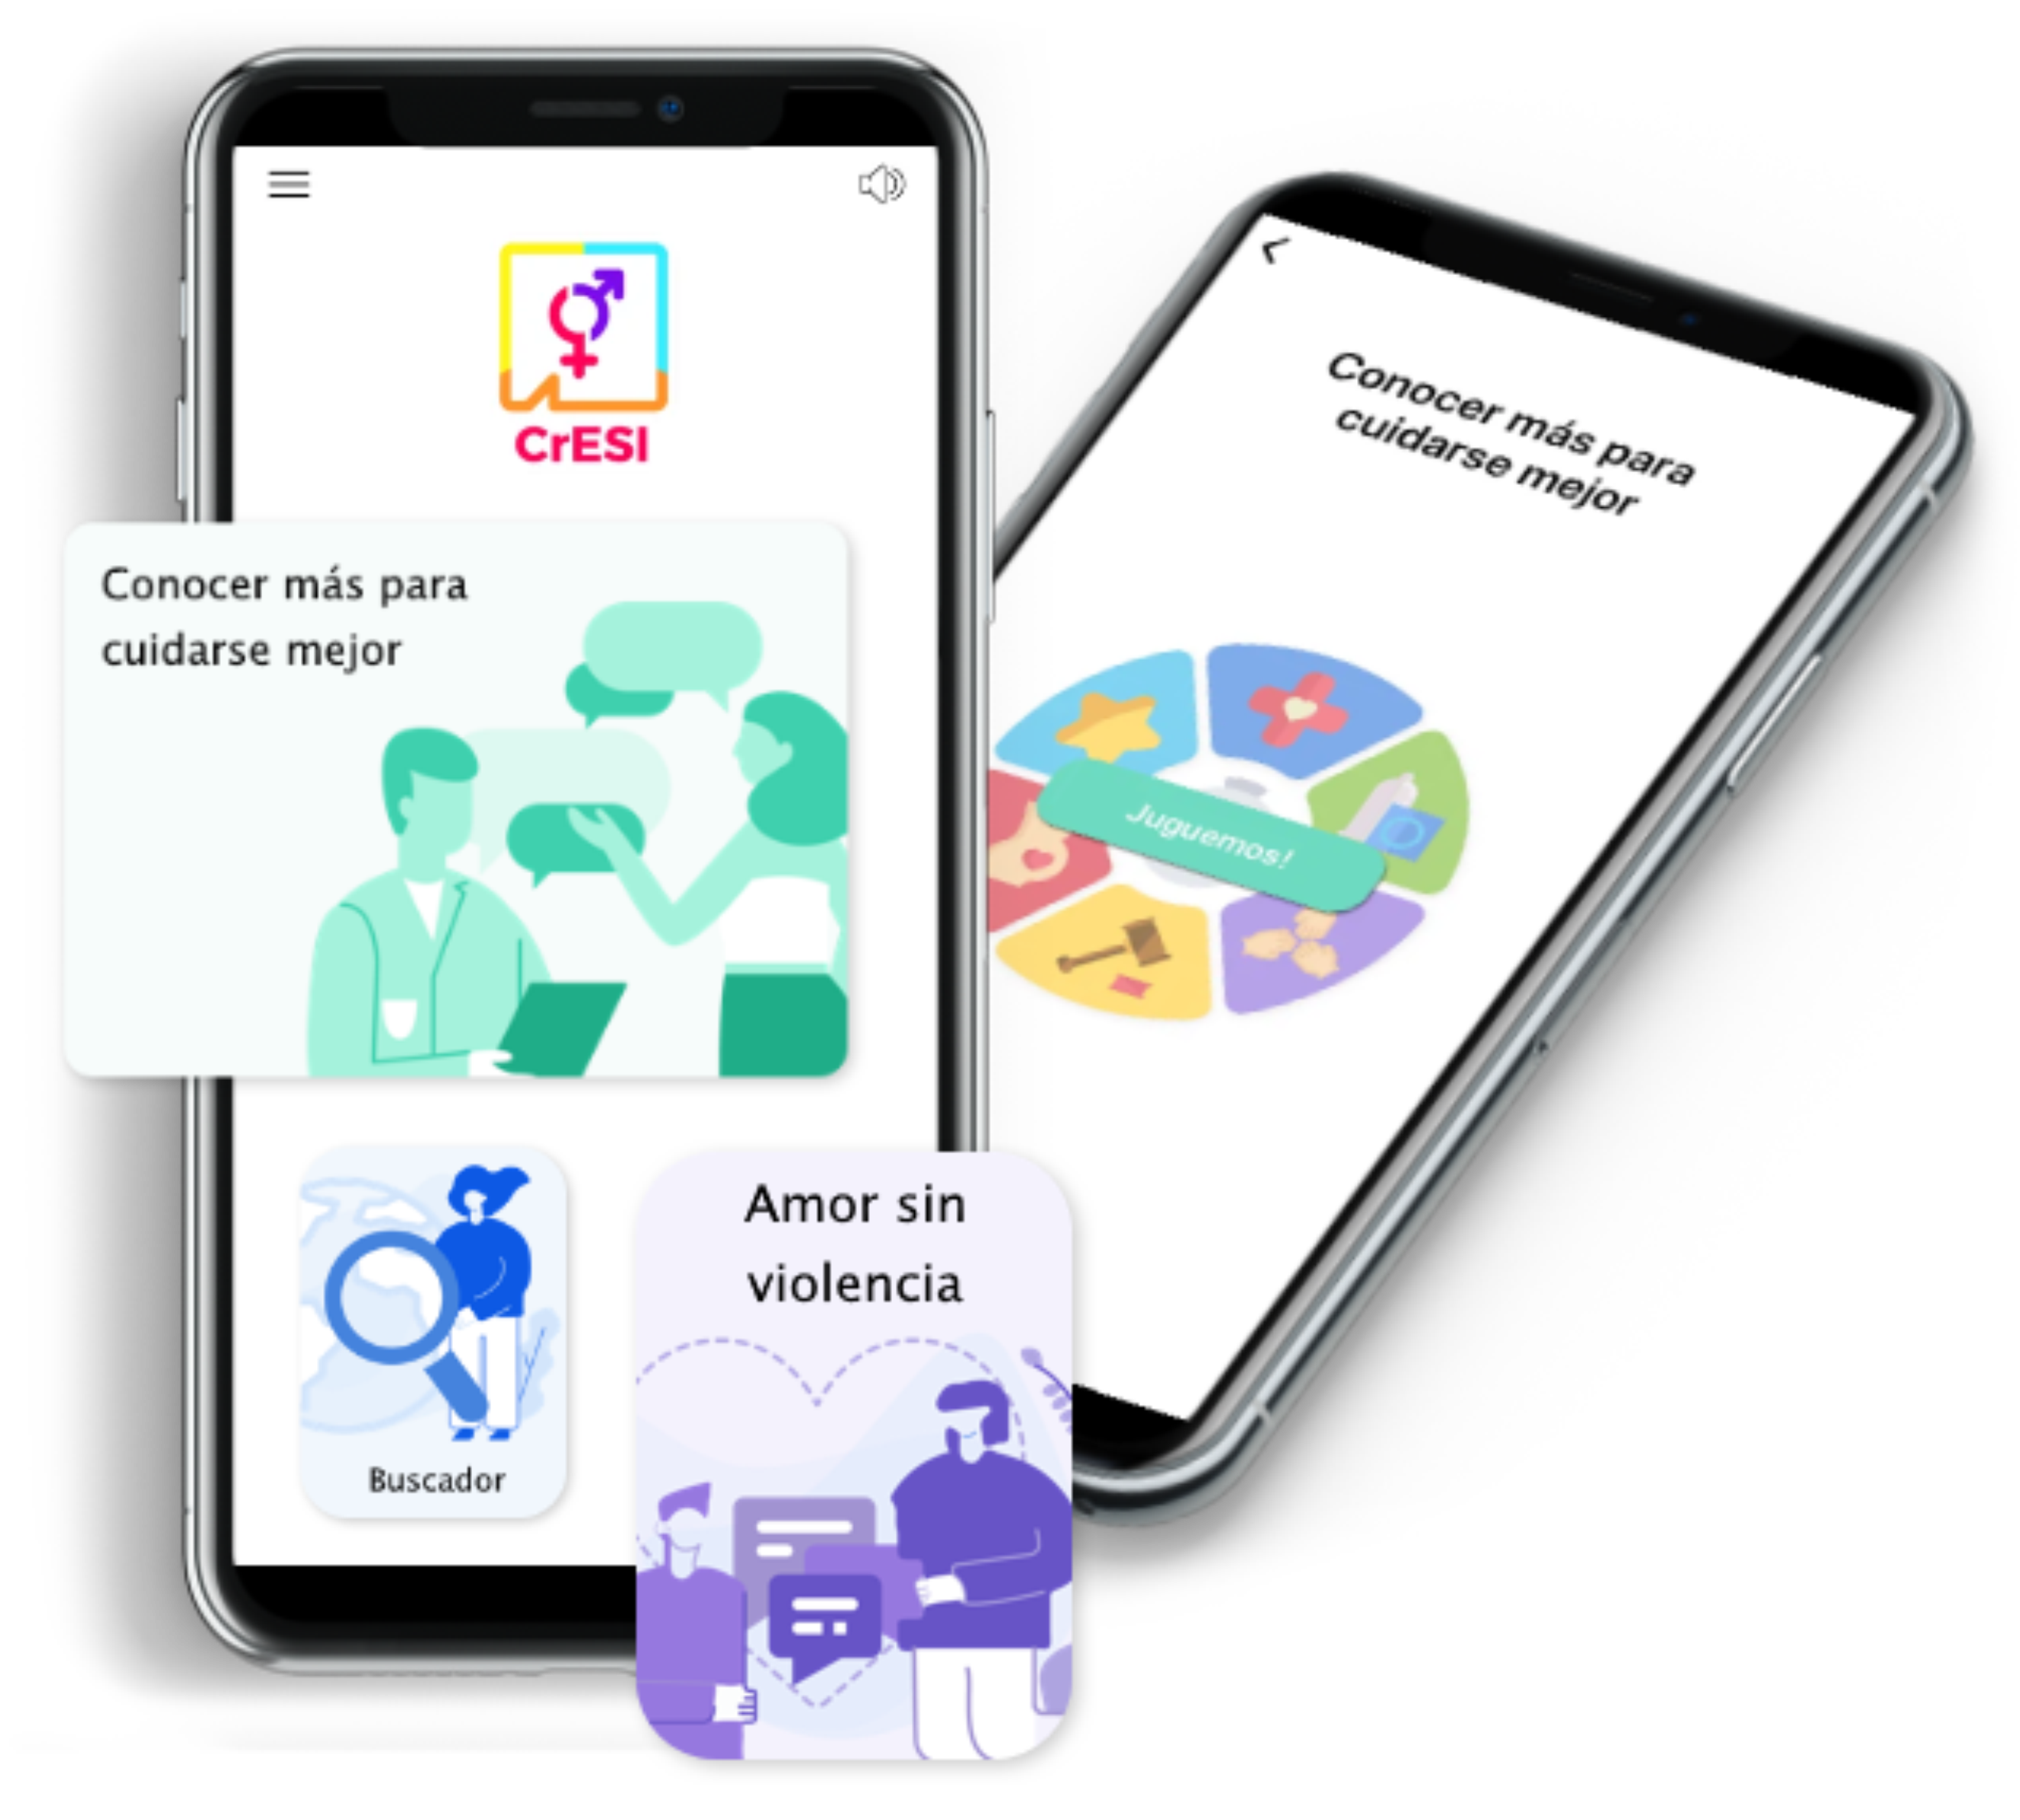 CrESI
Conocer más para
cuidarse mejor
Buscador
Amor sin
violencia
Conocer más para
cuidarse mejor
Juguemos!